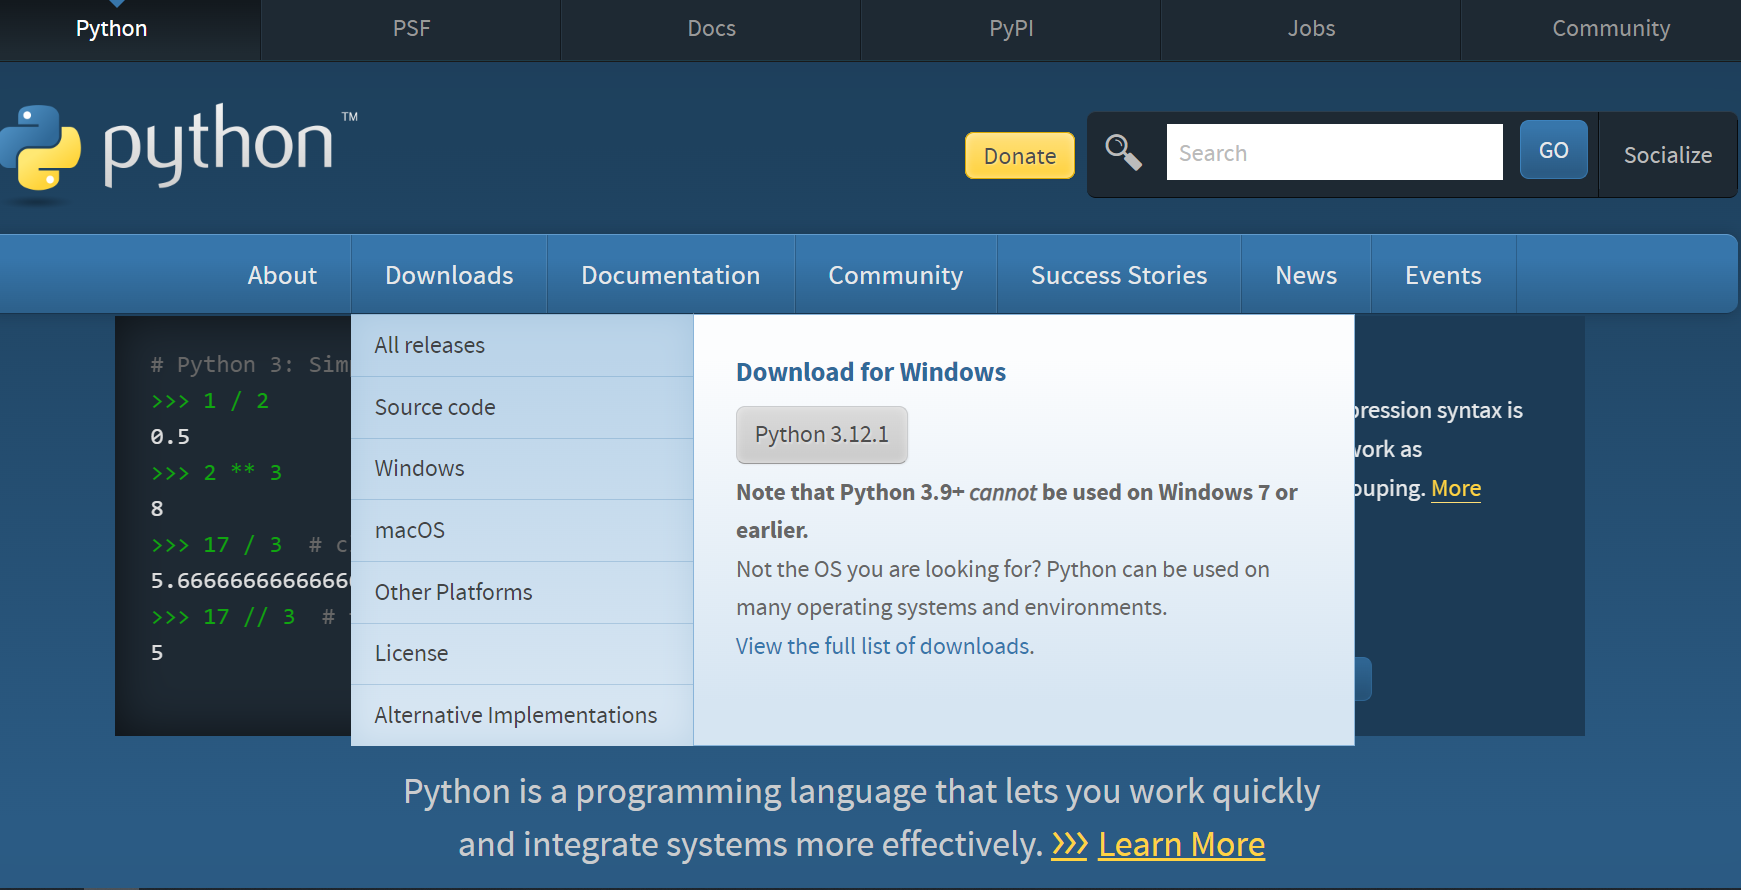 Python
PSF
Docs
PyPI
Jobs
Community
python™
Donate
Search
GO
Socialize
About
Downloads
Documentation
Community
Success Stories
News
Events
# Python 3: Sim
>>> 1 / 2
0.5
>>> 2 ** 3
8
>>> 17 / 3 # c
5.6666666666666
>>> 17 // 3 #
5
All releases
Source code
Windows
macOS
Other Platforms
License
Alternative Implementations
Download for Windows
Python 3.12.1
Note that Python 3.9+ cannot be used on Windows 7 or
earlier.
Not the OS you are looking for? Python can be used on
many operating systems and environments.
View the full list of downloads.
pression syntax is
work as
ouping. More
Python is a programming language that lets you work quickly
and integrate systems more effectively. >>> Learn More